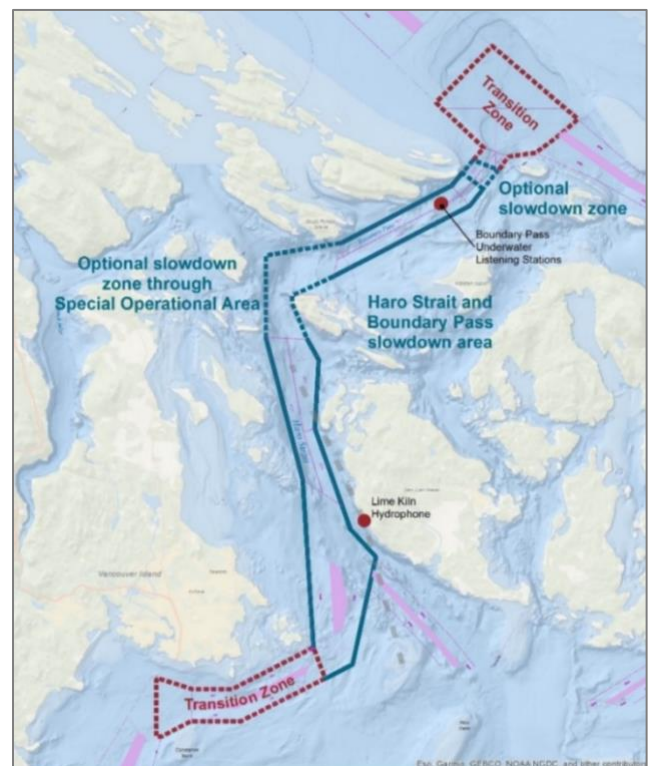 Transition
Zone
Optional
slowdown zone
Boundary Pass
Underwater
Listening Stations
Optional slowdown
zone through
Special Operational Area
Haro Strait and
Boundary Pass
slowdown area
Lime Kiln
Hydrophone
Vancouver Island
Transition Zone
Esri, Garmin, GEBCO, NOAA NGDC, and other contributors